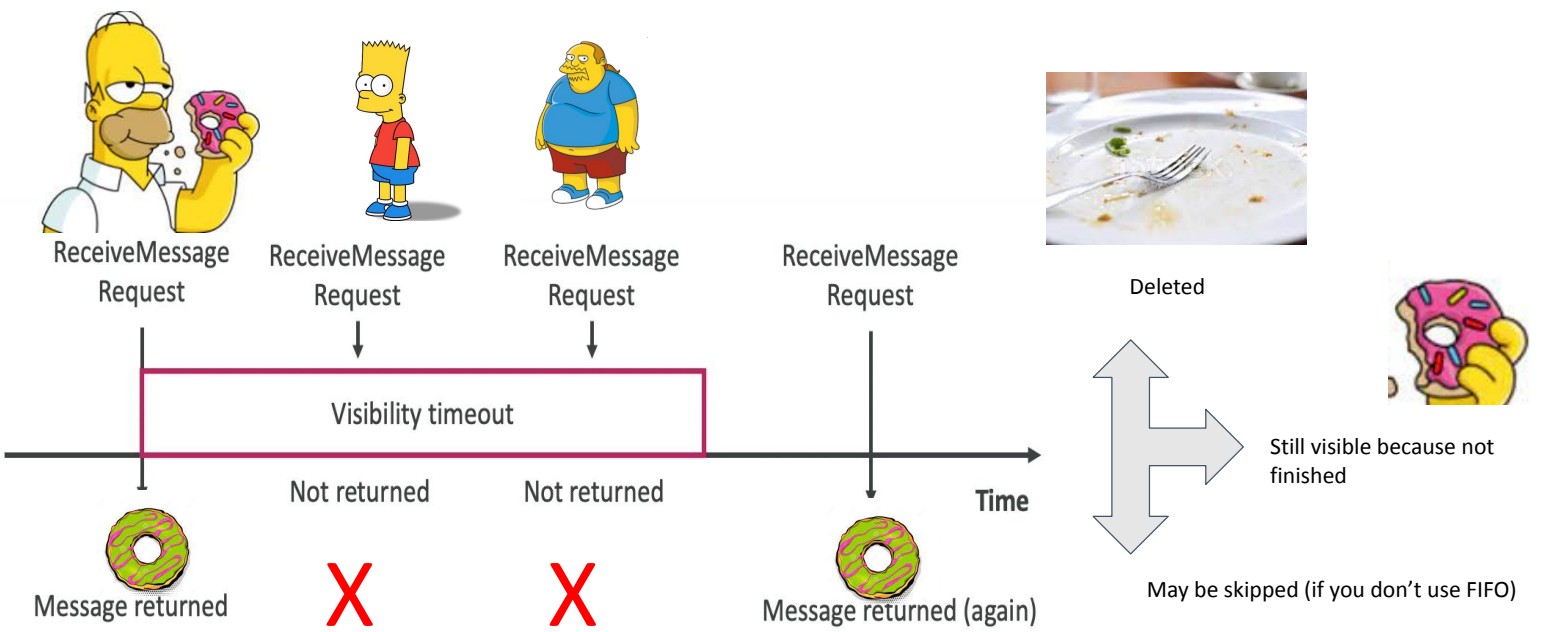 ReceiveMessage
Request
ReceiveMessage
Request
ReceiveMessage
Request
ReceiveMessage
Request
Visibility timeout
Not returned
Not returned
Time
Message returned
X
X
Message returned (again)
Deleted
Still visible because not
finished
May be skipped (if you don’t use FIFO)